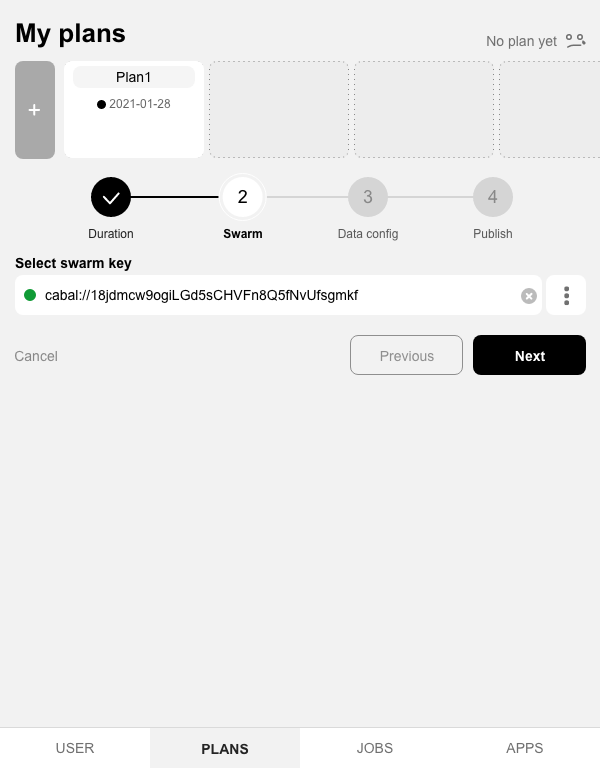 My plans
No plan yet
+
Plan1
2021-01-28
2
3
4
Duration
Swarm
Data config
Publish
Select swarm key
cabal://18jdmcw9ogiLGd5sCHVFn8Q5fNvUfsgmkf
Cancel
Previous
Next
USER
PLANS
JOBS
APPS